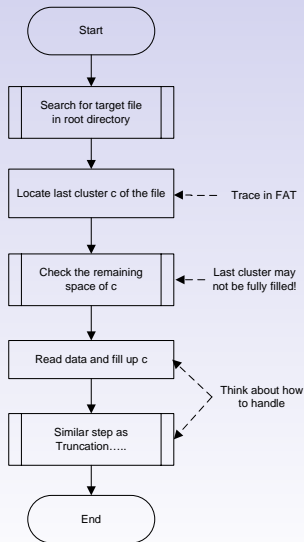 Start
Search for target file
in root directory
Locate last cluster c of the file
Trace in FAT
Check the remaining
space of c
Last cluster may
not be fully filled!
Read data and fill up c
Think about how
to handle
Similar step as
Truncation…..
End